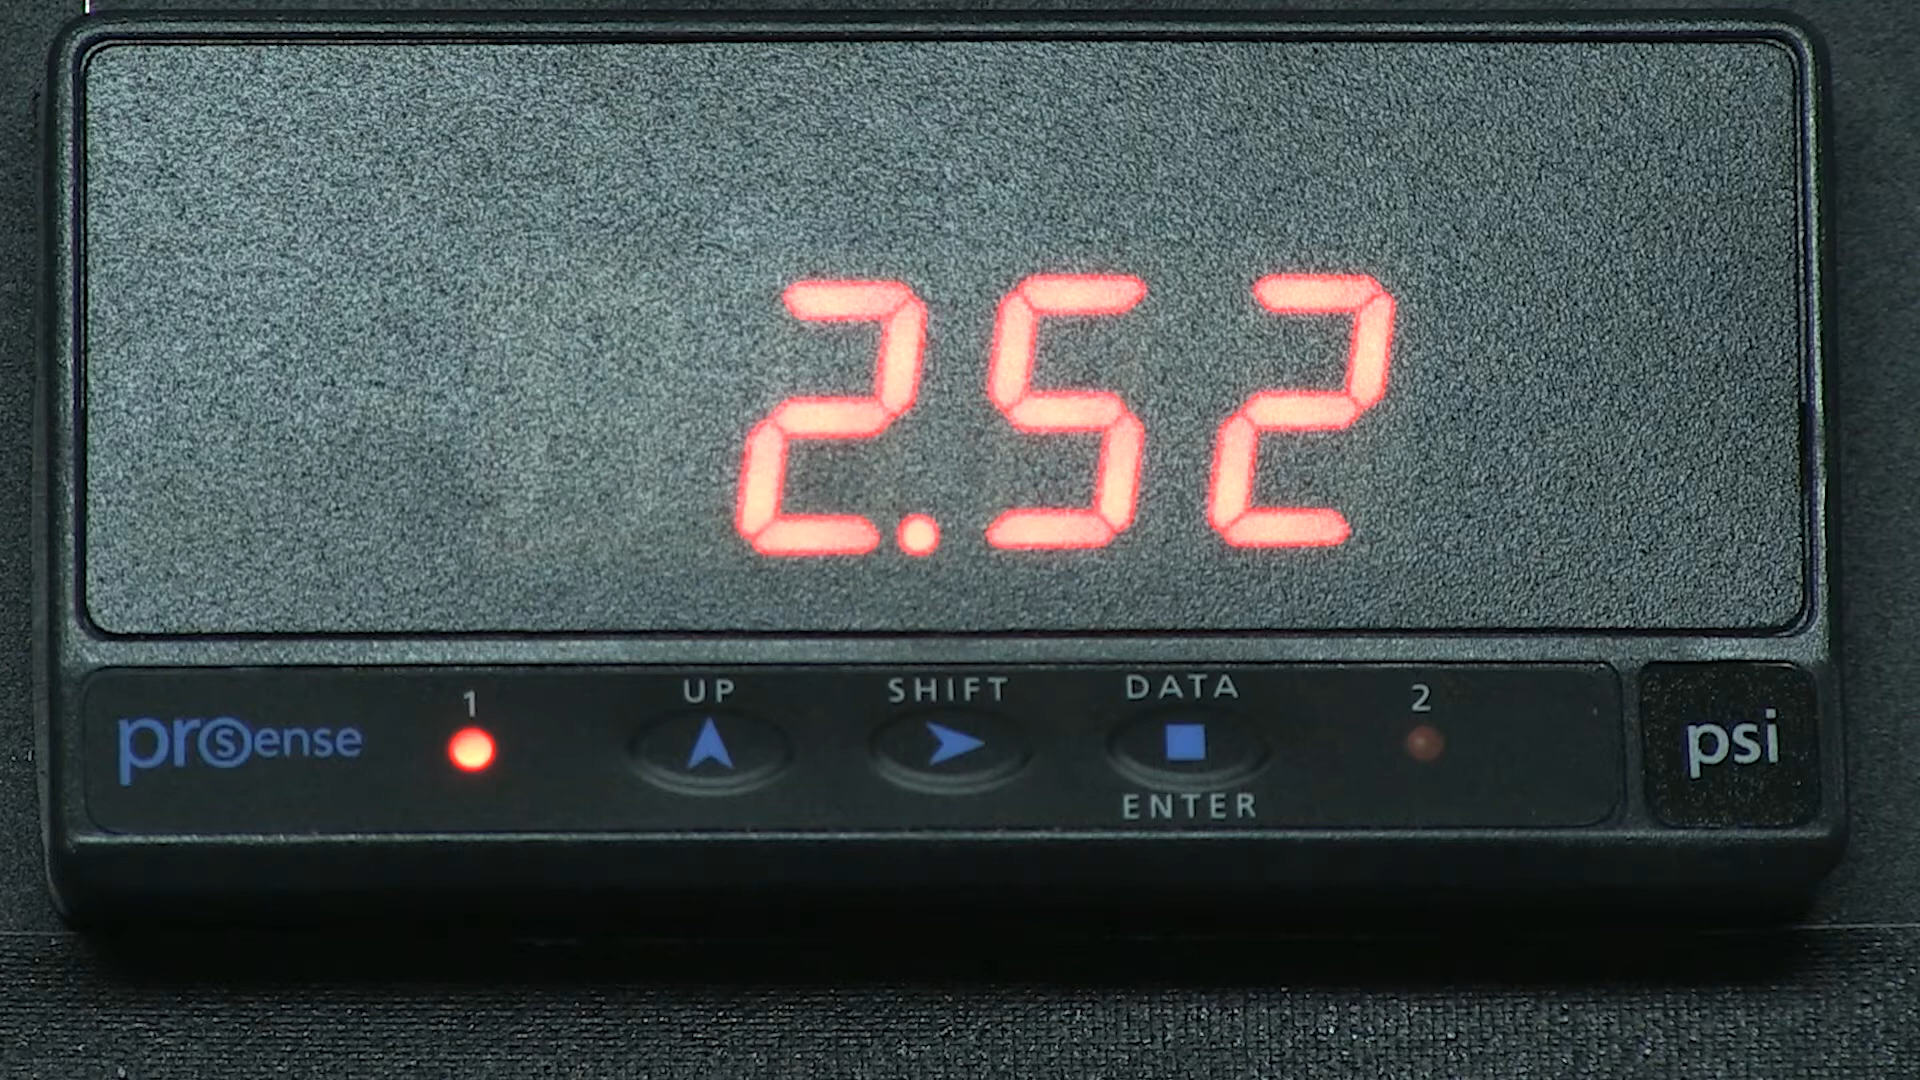 2.52
prosense
1
UP
SHIFT
DATA
ENTER
2
psi